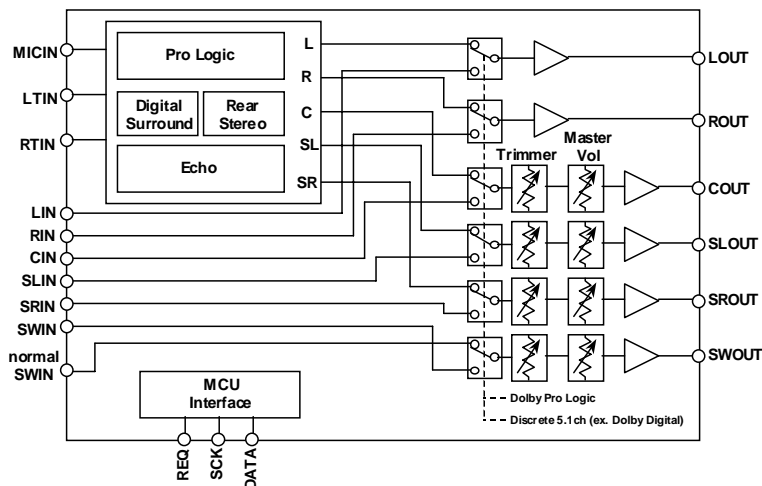 MICIN
LTIN
RTIN
Pro Logic
Digital
Surround
Rear
Stereo
Echo
L
R
C
SL
SR
LIN
RIN
CIN
SLIN
SRIN
SWIN
normal
SWIN
MCU
Interface
REQ
SCK
DATA
Trimmer
Master
Vol
LOUT
ROUT
COUT
SLOUT
SROUT
SWOUT
Dolby Pro Logic
Discrete 5.1ch (ex. Dolby Digital)